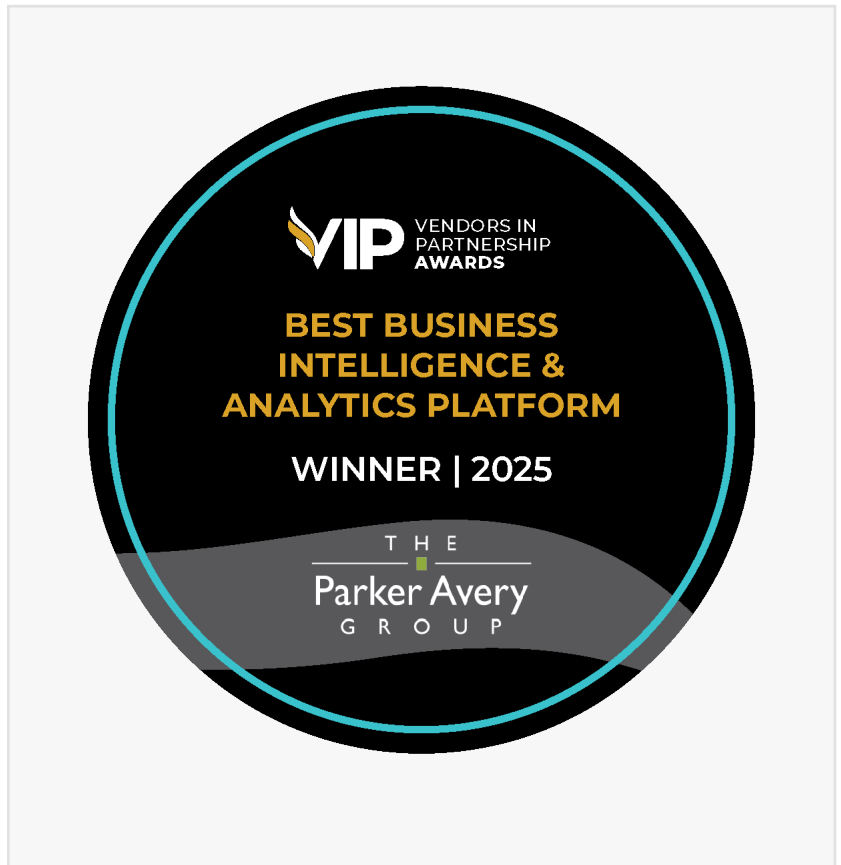 VIP VENDORS IN
PARTNERSHIP
AWARDS
BEST BUSINESS
INTELLIGENCE &
ANALYTICS PLATFORM
WINNER | 2025
THE
Parker Avery
GROUP